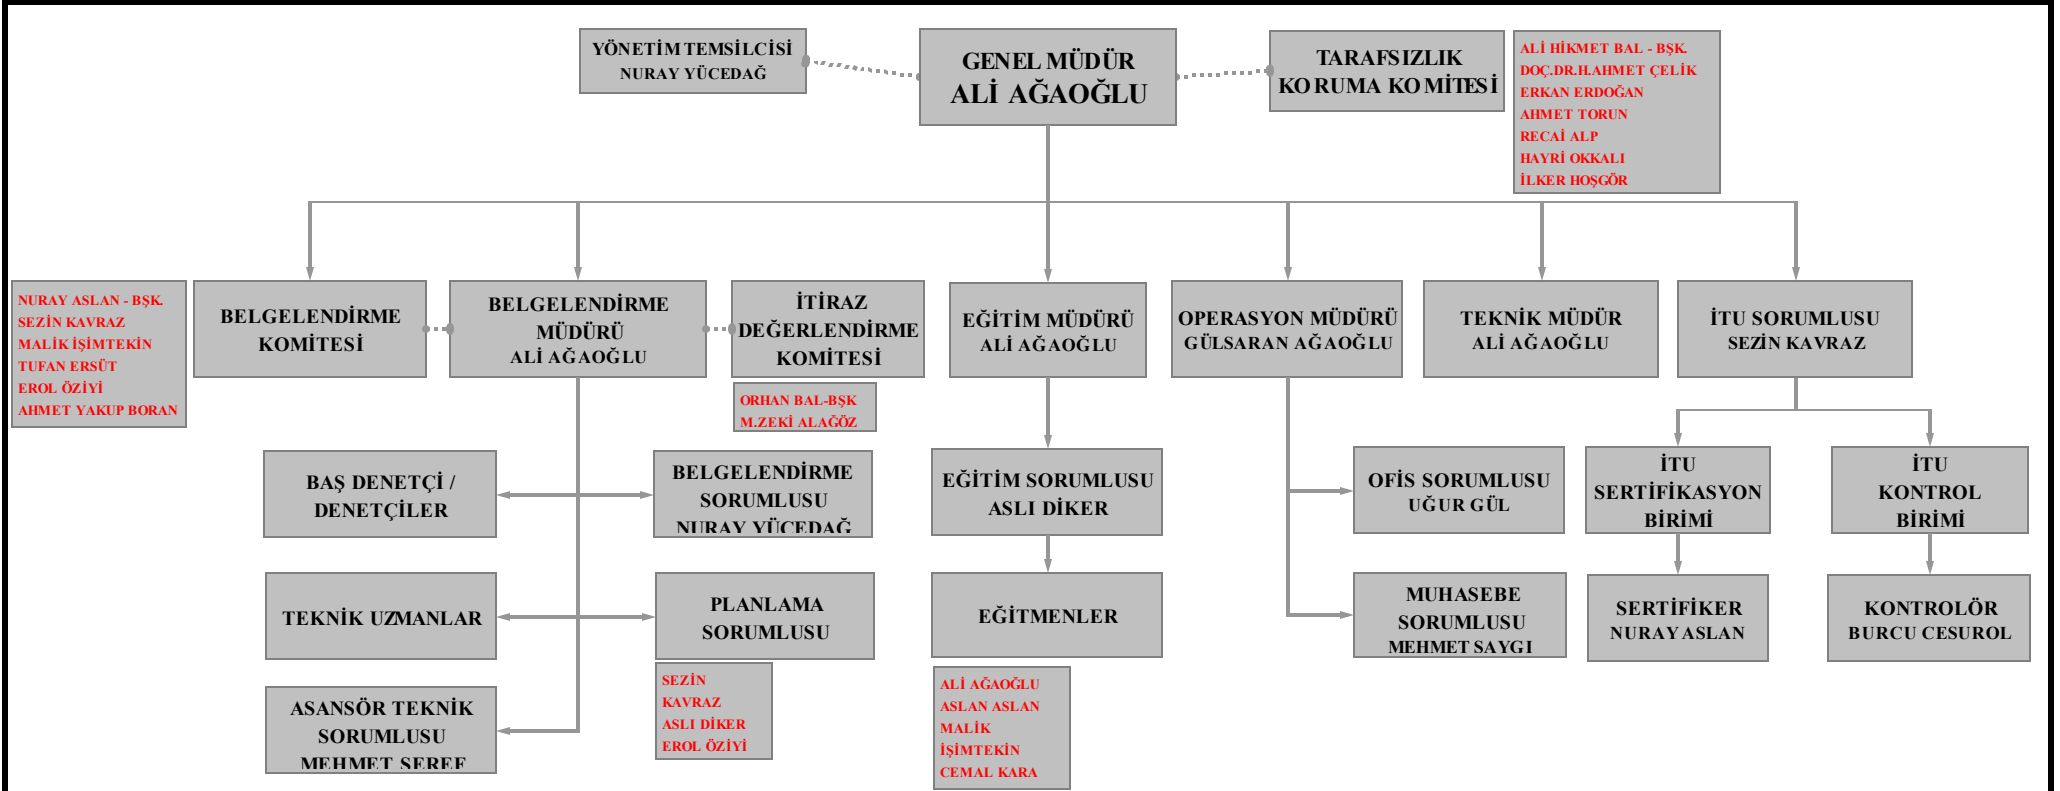 YÖNETİM TEMSİLCİSİ
NURAY YÜCEDAĞ
GENEL MÜDÜR
ALİ AĞAOĞLU
TARAFSIZLIK
KORUMA KOMİTESİ
ALİ HİKMET BAL - BŞK.
DOÇ.DR.H.AHMET ÇELİK
ERKAN ERDOĞAN
AHMET TORUN
RECAİ ALP
HAYRİ OKKALI
İLKER HOŞGÖR
NURAY ASLAN - BŞK.
SEZİN KAVRAZ
MALİK İŞİMTEKİN
TUFAN ERSÜT
EROL ÖZİYİ
AHMET YAKUP BORAN
BELGELENDİRME
KOMİTESİ
BELGELENDİRME
MÜDÜRÜ
ALİ AĞAOĞLU
İTİRAZ
DEĞERLENDİRME
KOMİTESİ
ORHAN BAL-BŞK
M.ZEKİ ALAĞÖZ
EĞİTİM MÜDÜRÜ
ALİ AĞAOĞLU
OPERASYON MÜDÜRÜ
GÜLSARAN AĞAOĞLU
TEKNİK MÜDÜR
ALİ AĞAOĞLU
İTU SORUMLUSU
SEZİN KAVRAZ
BAŞ DENETÇİ /
DENETÇİLER
BELGELENDİRME
SORUMLUSU
NURAY YÜCEDAĞ
EĞİTİM SORUMLUSU
ASLI DİKER
OFİS SORUMLUSU
UĞUR GÜL
İTU
SERTİFİKASYON
BİRİMİ
İTU
KONTROL
BİRİMİ
TEKNİK UZMANLAR
PLANLAMA
SORUMLUSU
SEZİN
KAVRAZ
ASLI DİKER
EROL ÖZİYİ
EĞİTMENLER
ALİ AĞAOĞLU
ASLAN ASLAN
MALİK
İŞİMTEKİN
CEMAL KARA
MUHASEBE
SORUMLUSU
MEHMET SAYGI
SERTİFİKER
NURAY ASLAN
KONTROLÖR
BURCU CESUROL
ASANSÖR TEKNİK
SORUMLUSU
MEHMET ŞEREF